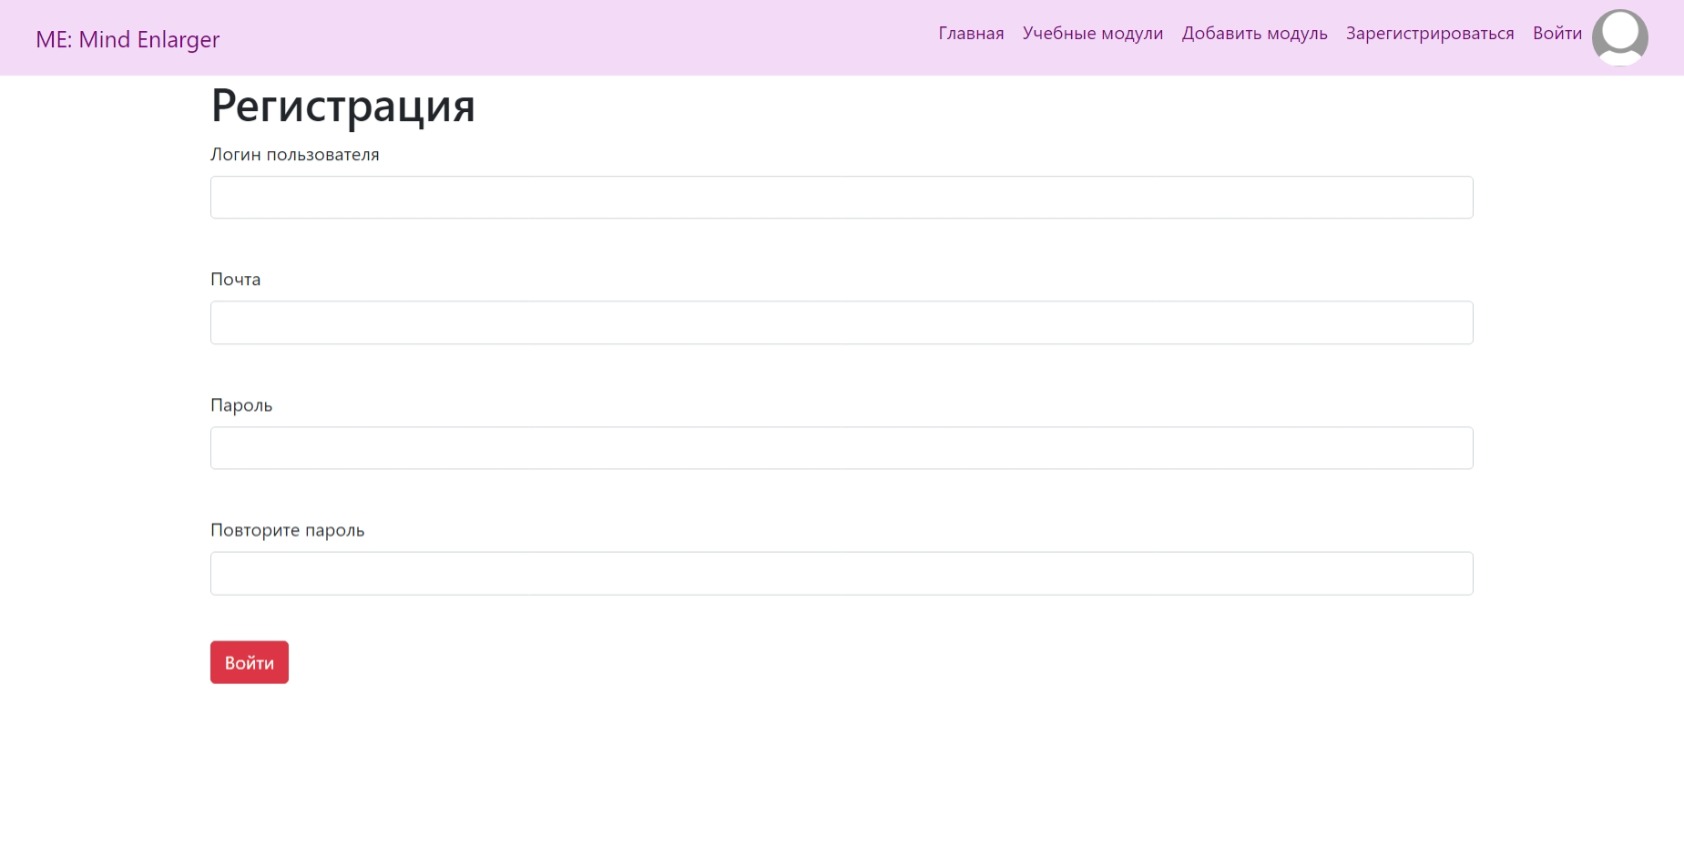 ME: Mind Enlarger
Главная Учебные модули Добавить модуль Зарегистрироваться Войти
Регистрация
Логин пользователя
Почта
Пароль
Повторите пароль
Войти